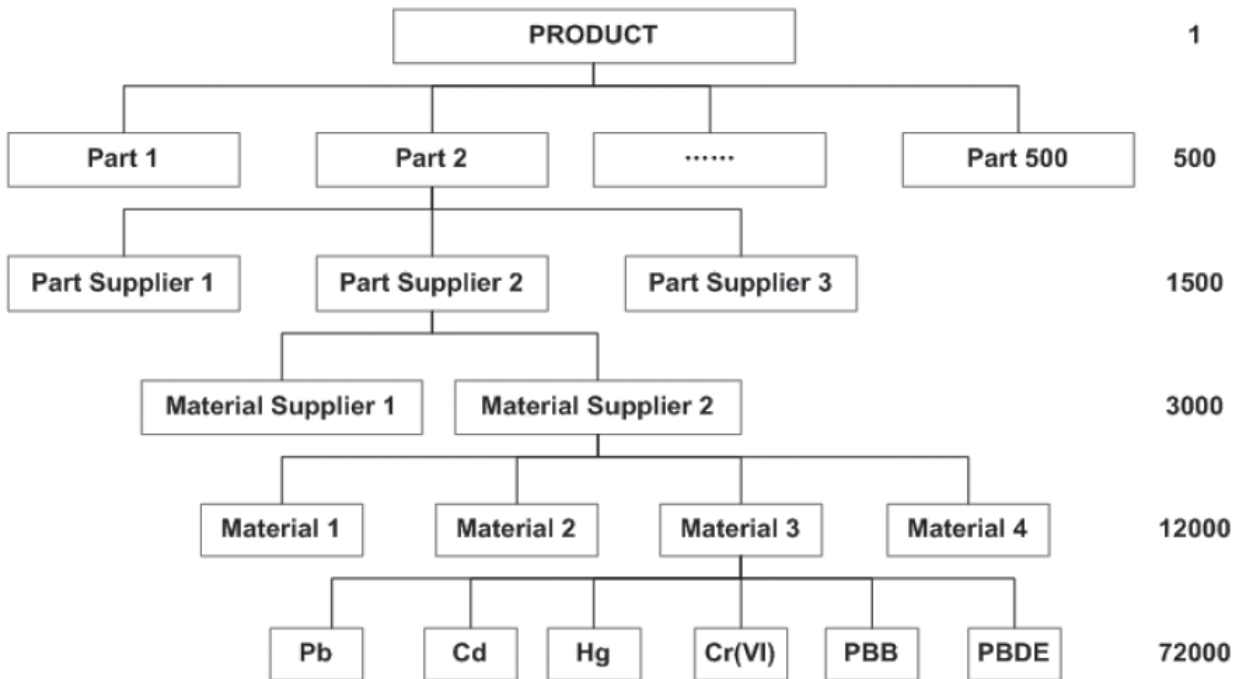 PRODUCT 1
Part 1 Part 2 ...... Part 500 500
Part Supplier 1 Part Supplier 2 Part Supplier 3 1500
Material Supplier 1 Material Supplier 2 3000
Material 1 Material 2 Material 3 Material 4 12000
Pb Cd Hg Cr(VI) PBB PBDE 72000